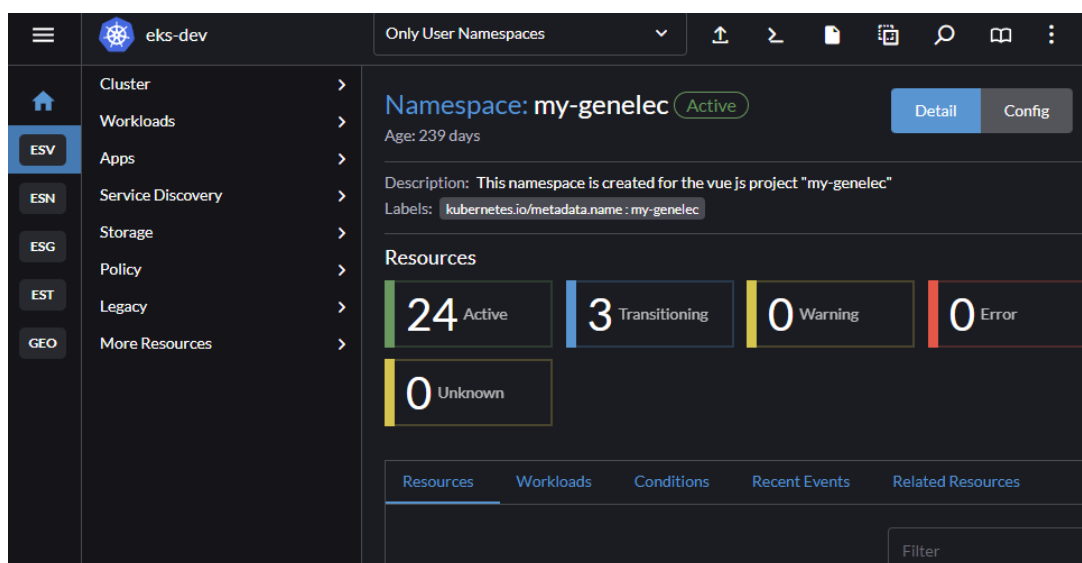 eks-dev
Only User Namespaces
ESV
ESN
ESG
EST
GEO
Cluster
Workloads
Apps
Service Discovery
Storage
Policy
Legacy
More Resources
Namespace: my-genelec Active
Detail Config
Age: 239 days
Description: This namespace is created for the vue js project "my-genelec"
Labels: kubernetes.io/metadata.name : my-genelec
Resources
24 Active
3 Transitioning
0 Warning
0 Error
0 Unknown
Resources Workloads Conditions Recent Events Related Resources
Filter